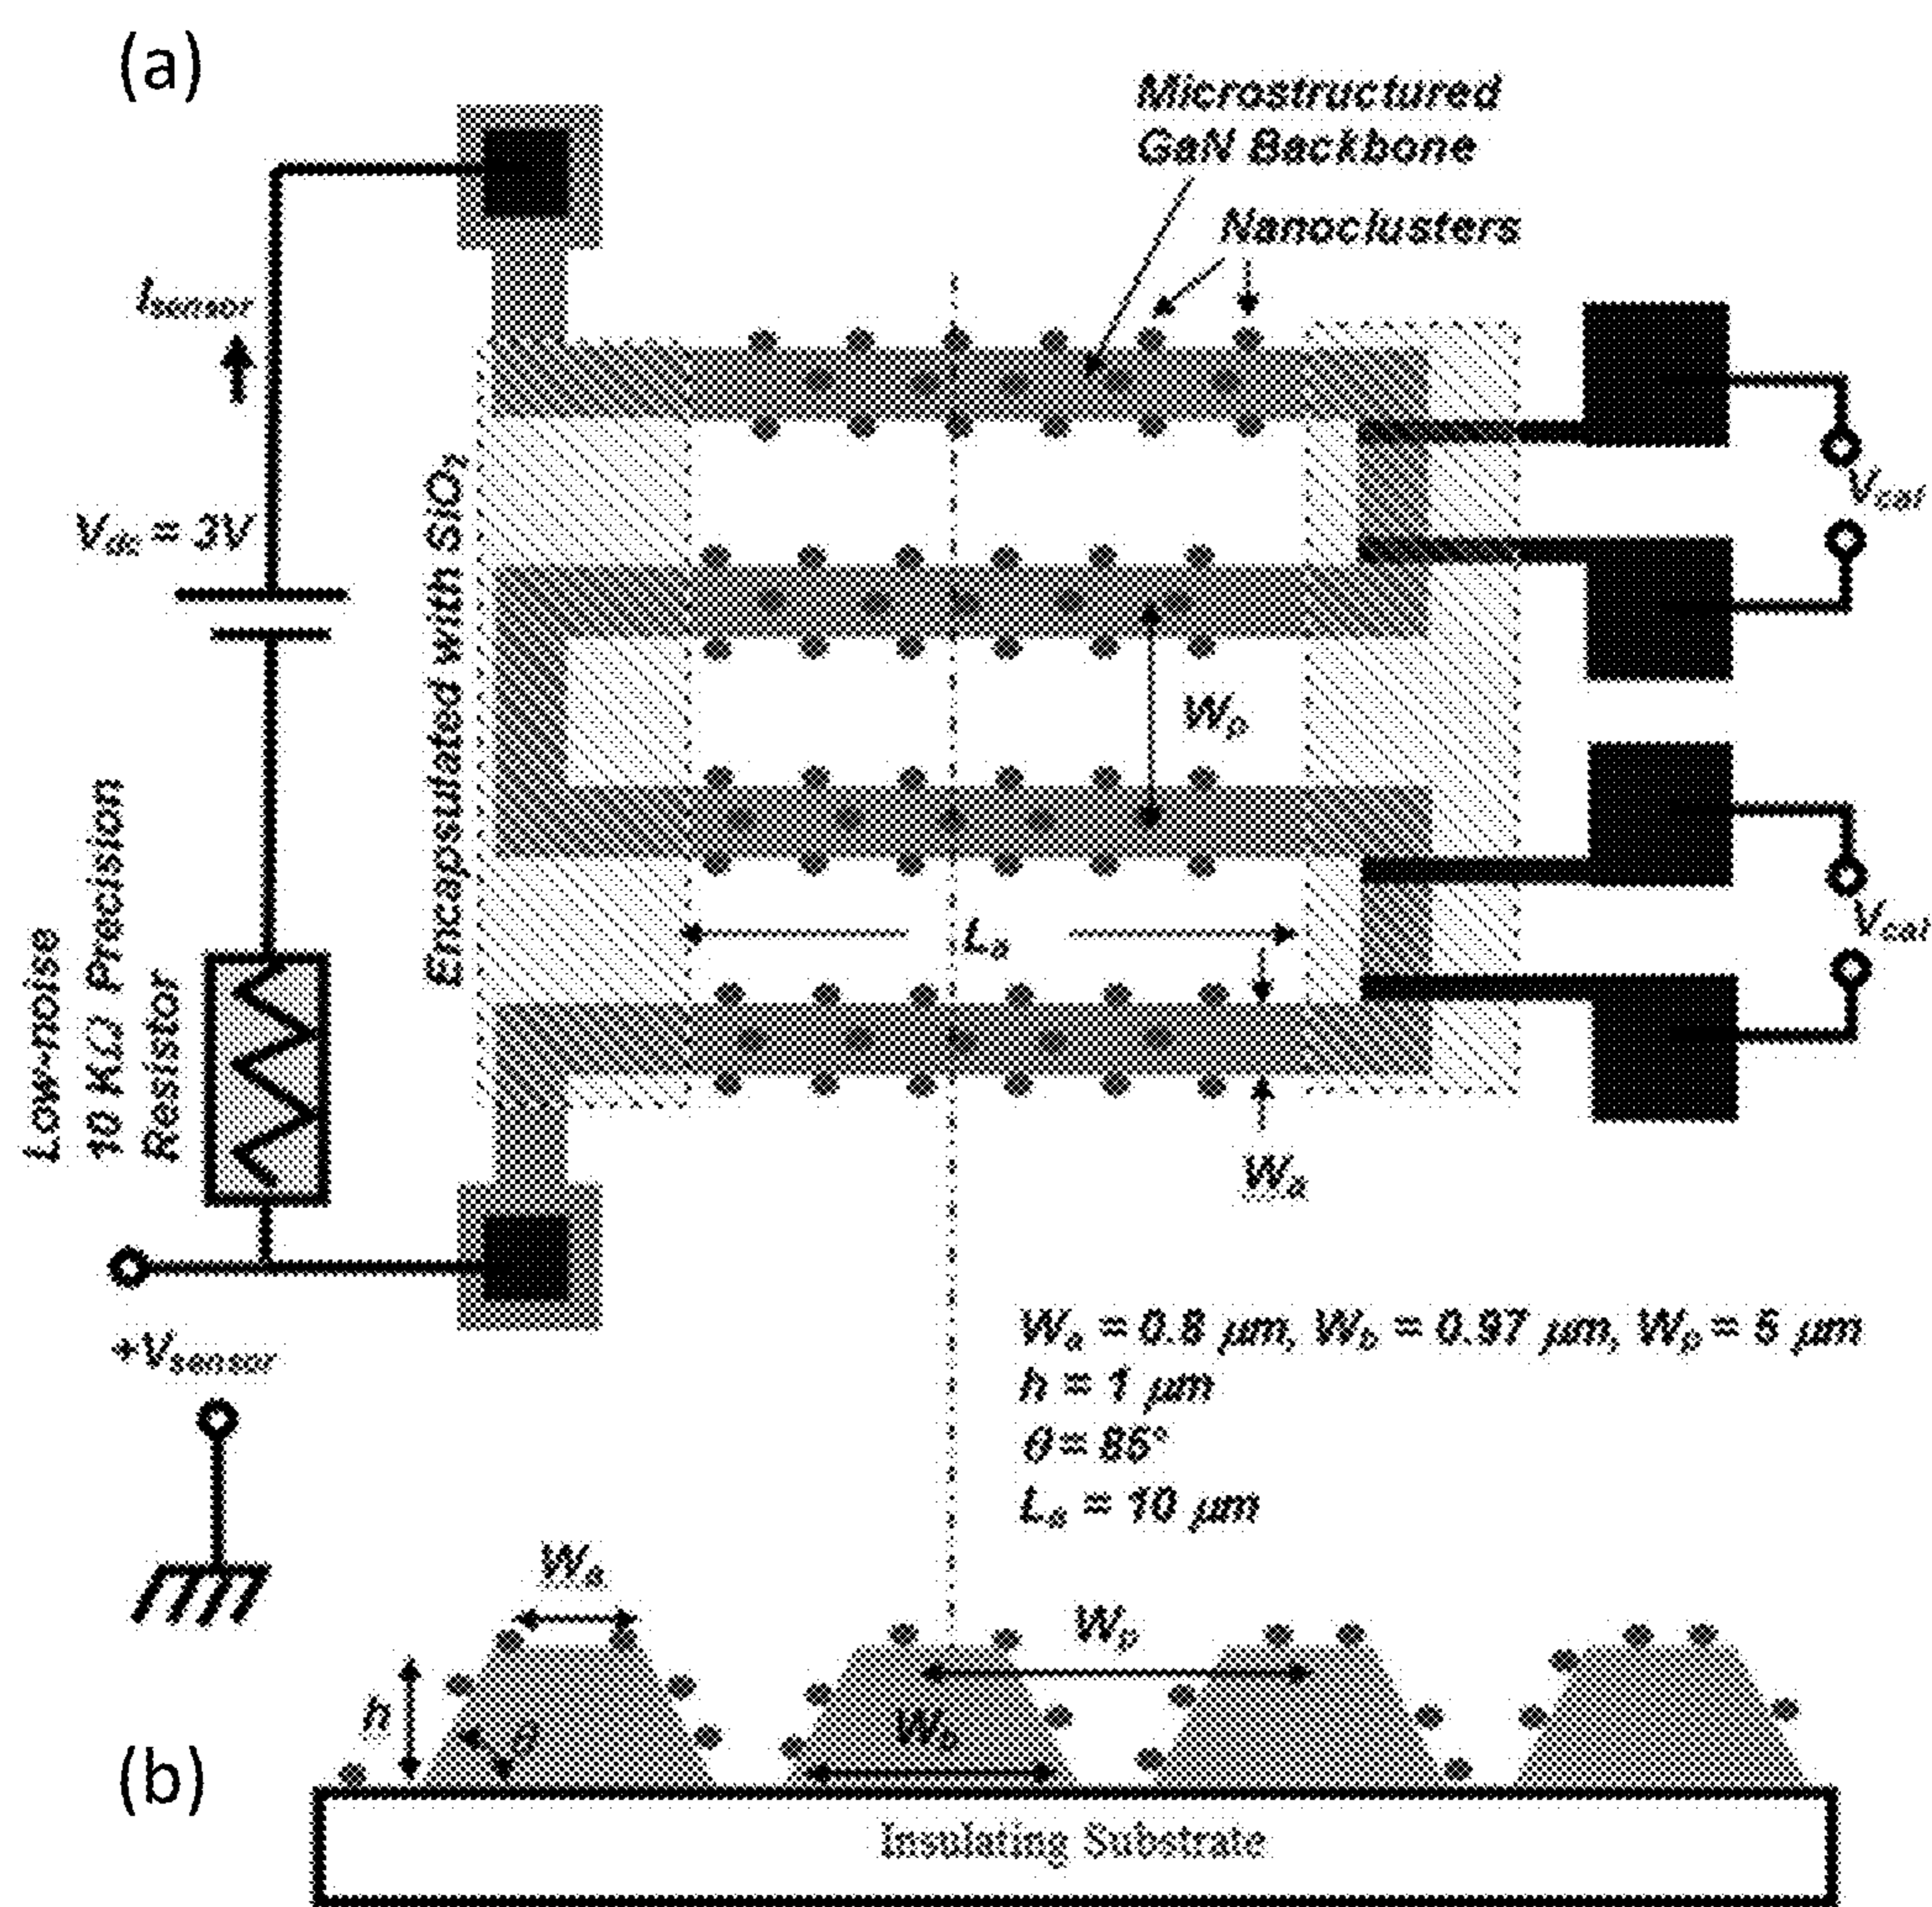 (a)
Microstructured
GaN Backbone
Nanoclusters
Isensor
Vdc = 3V
Encapsulated with SiO2
Vcal
Wp
Low-noise
10 KΩ Precision
Resistor
La
Vcal
Wa
+Vsensor
Wa = 0.8 μm, Wb = 0.97 μm, Wp = 5 μm
h = 1 μm
θ = 85°
La = 10 μm
Wa
Wp
h
θ
Wb
(b)
Insulating Substrate